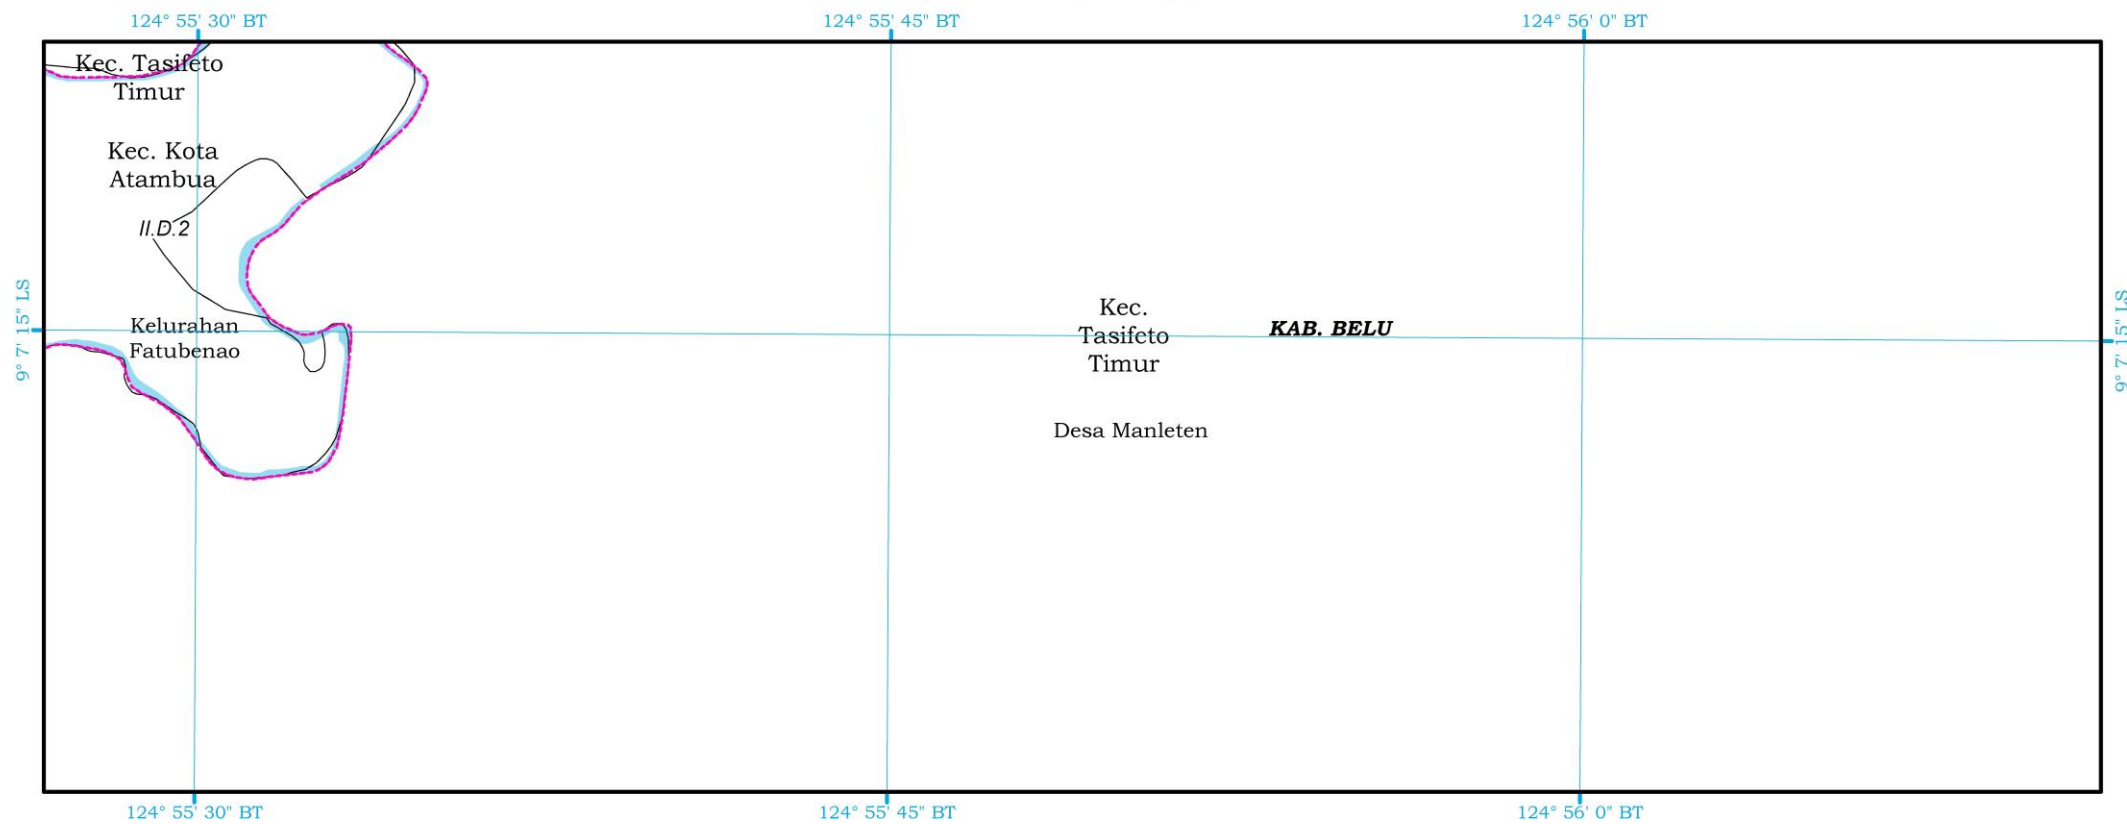 124° 55' 30" BT
124° 55' 45" BT
124° 56' 0" BT
Kec. Tasifeto
Timur
Kec. Kota
Atambua
II.D.2
9° 7' 15" LS
Kelurahan
Fatubenao
Kec.
Tasifeto
Timur
KAB. BELU
9° 7' 15" LS
Desa Manleten
124° 55' 30" BT
124° 55' 45" BT
124° 56' 0" BT